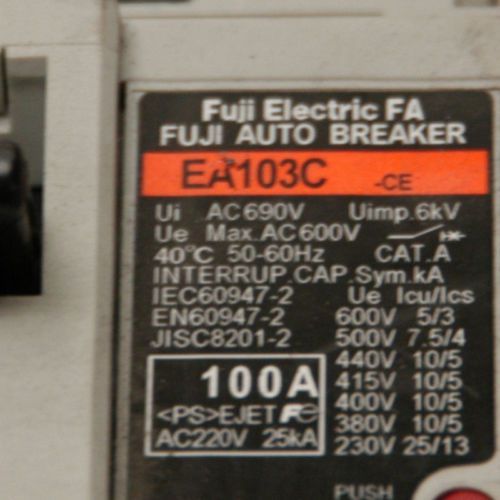 Fuji Electric FA
FUJI AUTO BREAKER
EA103C -CE
Ui AC690V Uimp.6kV
Ue Max.AC600V
40°C 50-60Hz CAT.A
INTERRUP.CAP.Sym.kA
IEC60947-2 Ue Icu/Ics
EN60947-2 600V 5/3
JISC8201-2 500V 7.5/4
440V 10/5
100A 415V 10/5
<PS>EJET Fe 400V 10/5
380V 10/5
AC220V 25kA 230V 25/13
PUSH